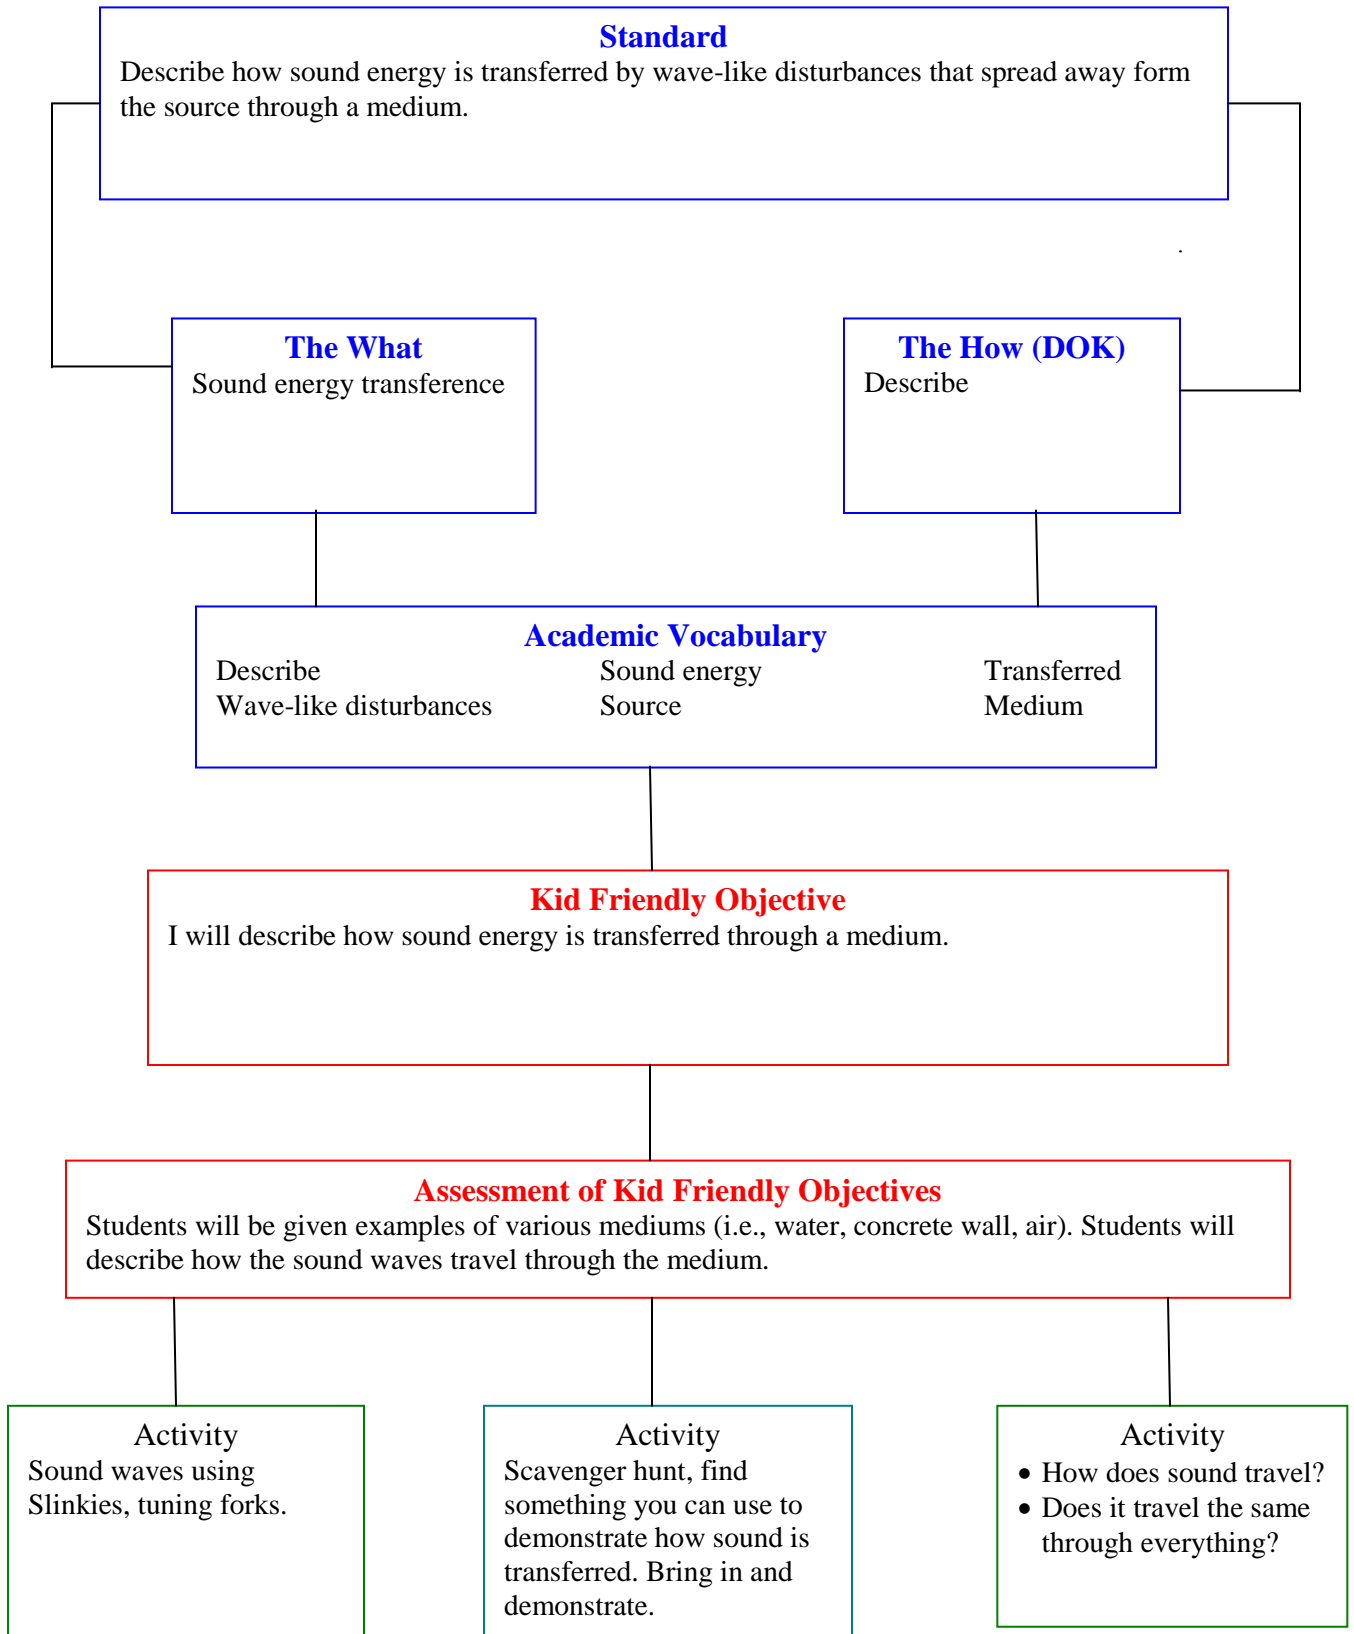 Standard
Describe how sound energy is transferred by wave-like disturbances that spread away form
the source through a medium.
The What
Sound energy transference
The How (DOK)
Describe
Academic Vocabulary
Describe Sound energy Transferred
Wave-like disturbances Source Medium
Kid Friendly Objective
I will describe how sound energy is transferred through a medium.
Assessment of Kid Friendly Objectives
Students will be given examples of various mediums (i.e., water, concrete wall, air). Students will
describe how the sound waves travel through the medium.
Activity
Sound waves using
Slinkies, tuning forks.
Activity
Scavenger hunt, find
something you can use to
demonstrate how sound is
transferred. Bring in and
demonstrate.
Activity
• How does sound travel?
• Does it travel the same
through everything?